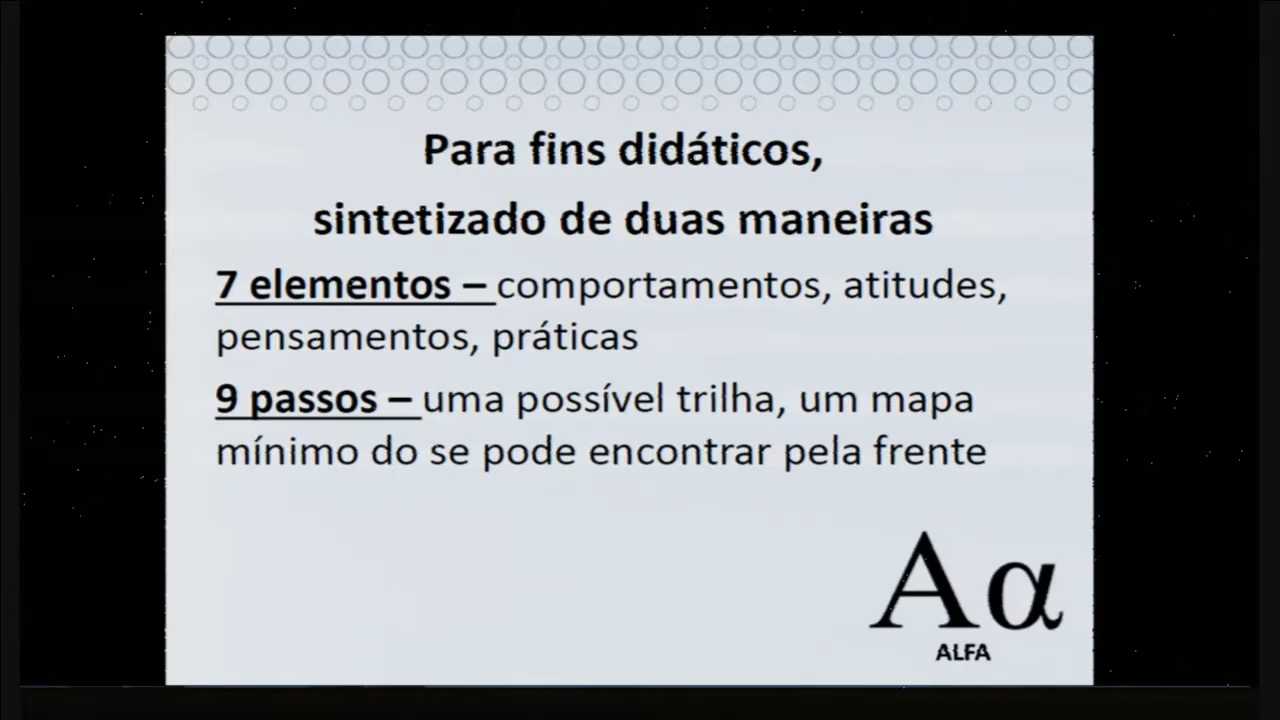 Para fins didáticos,
sintetizado de duas maneiras
7 elementos – comportamentos, atitudes,
pensamentos, práticas
9 passos – uma possível trilha, um mapa
mínimo do se pode encontrar pela frente
Aα
ALFA